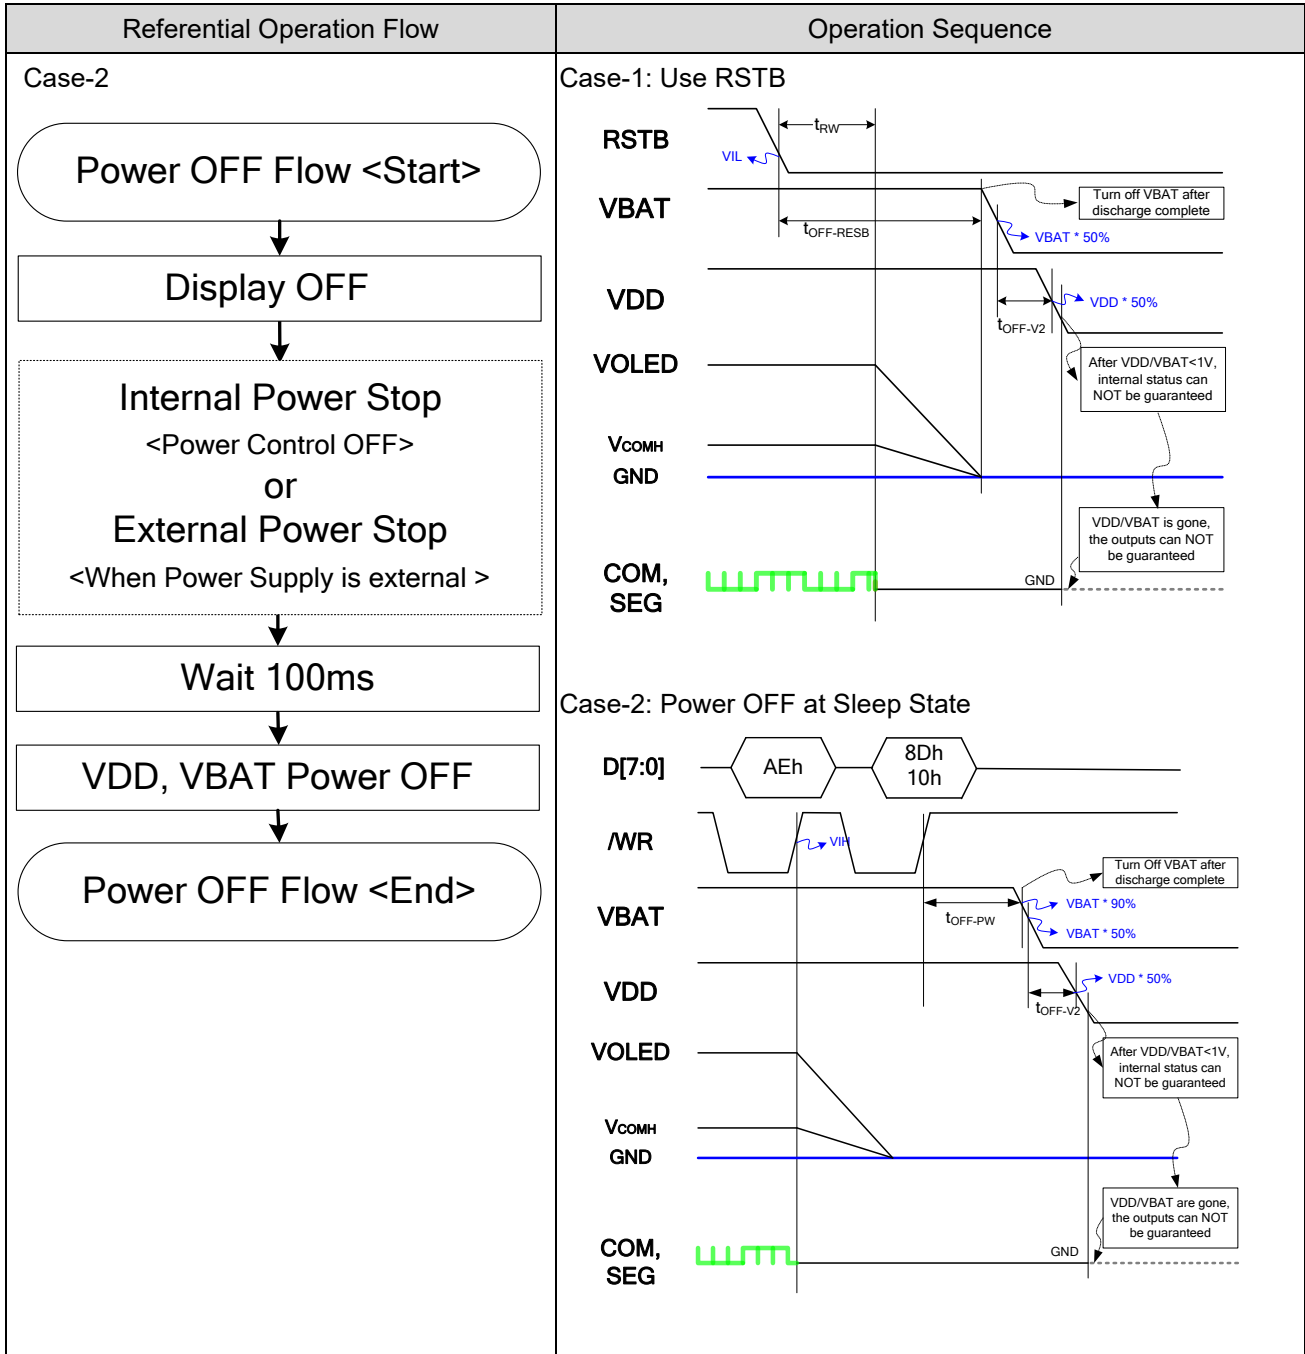 Referential Operation Flow
Operation Sequence
Case-2
Power OFF Flow <Start>
Display OFF
Internal Power Stop
<Power Control OFF>
or
External Power Stop
<When Power Supply is external >
Wait 100ms
VDD, VBAT Power OFF
Power OFF Flow <End>
Case-1: Use RSTB
RSTB
tRW
VIL
VBAT
Turn off VBAT after
discharge complete
tOFF-RESB
VBAT * 50%
VDD
VDD * 50%
tOFF-V2
VOLED
After VDD/VBAT<1V,
internal status can
NOT be guaranteed
VCOMH
GND
VDD/VBAT is gone,
the outputs can NOT
be guaranteed
COM,
SEG
GND
Case-2: Power OFF at Sleep State
D[7:0]
AEh
8Dh
10h
/WR
VIH
Turn Off VBAT after
discharge complete
VBAT
tOFF-PW
VBAT * 90%
VBAT * 50%
VDD
VDD * 50%
tOFF-V2
VOLED
After VDD/VBAT<1V,
internal status can
NOT be guaranteed
VCOMH
GND
VDD/VBAT are gone,
the outputs can NOT
be guaranteed
COM,
SEG
GND